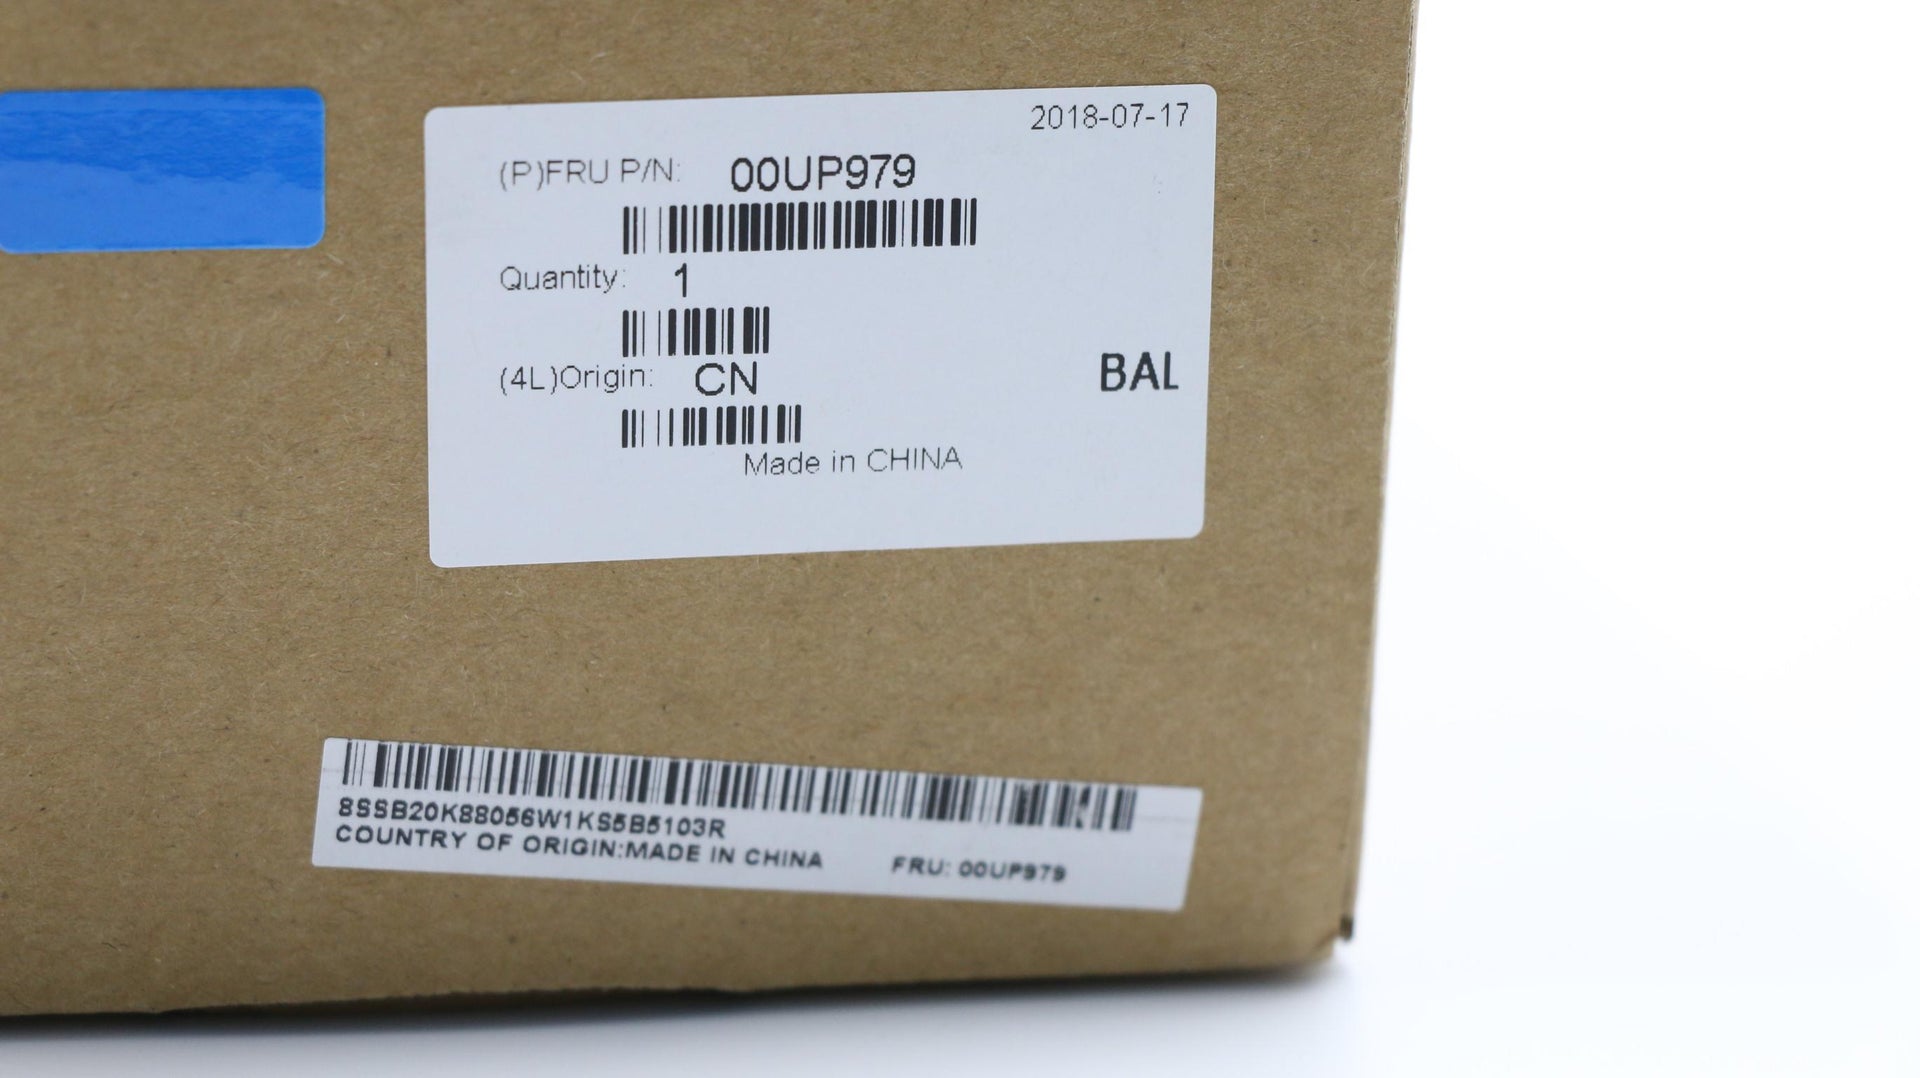 2018-07-17
(P)FRU P/N: 00UP979
Quantity: 1
(4L)Origin: CN
BAL
Made in CHINA
8SSB20K88056W1KS5B5103R
COUNTRY OF ORIGIN:MADE IN CHINA FRU: 00UP979